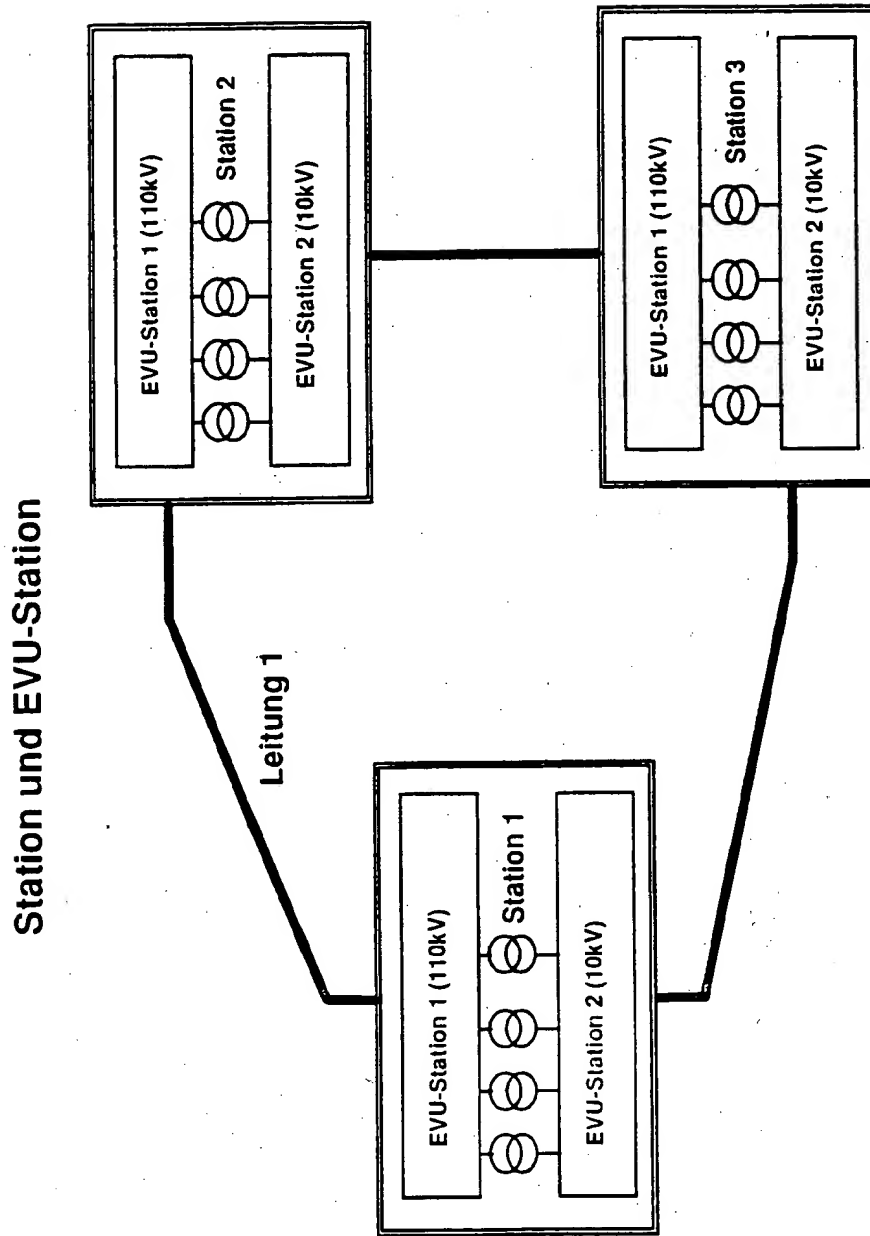 Station und EVU-Station
Leitung 1
EVU-Station 1 (110kV)
Station 1
EVU-Station 2 (10kV)
EVU-Station 1 (110kV)
Station 2
EVU-Station 2 (10kV)
EVU-Station 1 (110kV)
Station 3
EVU-Station 2 (10kV)